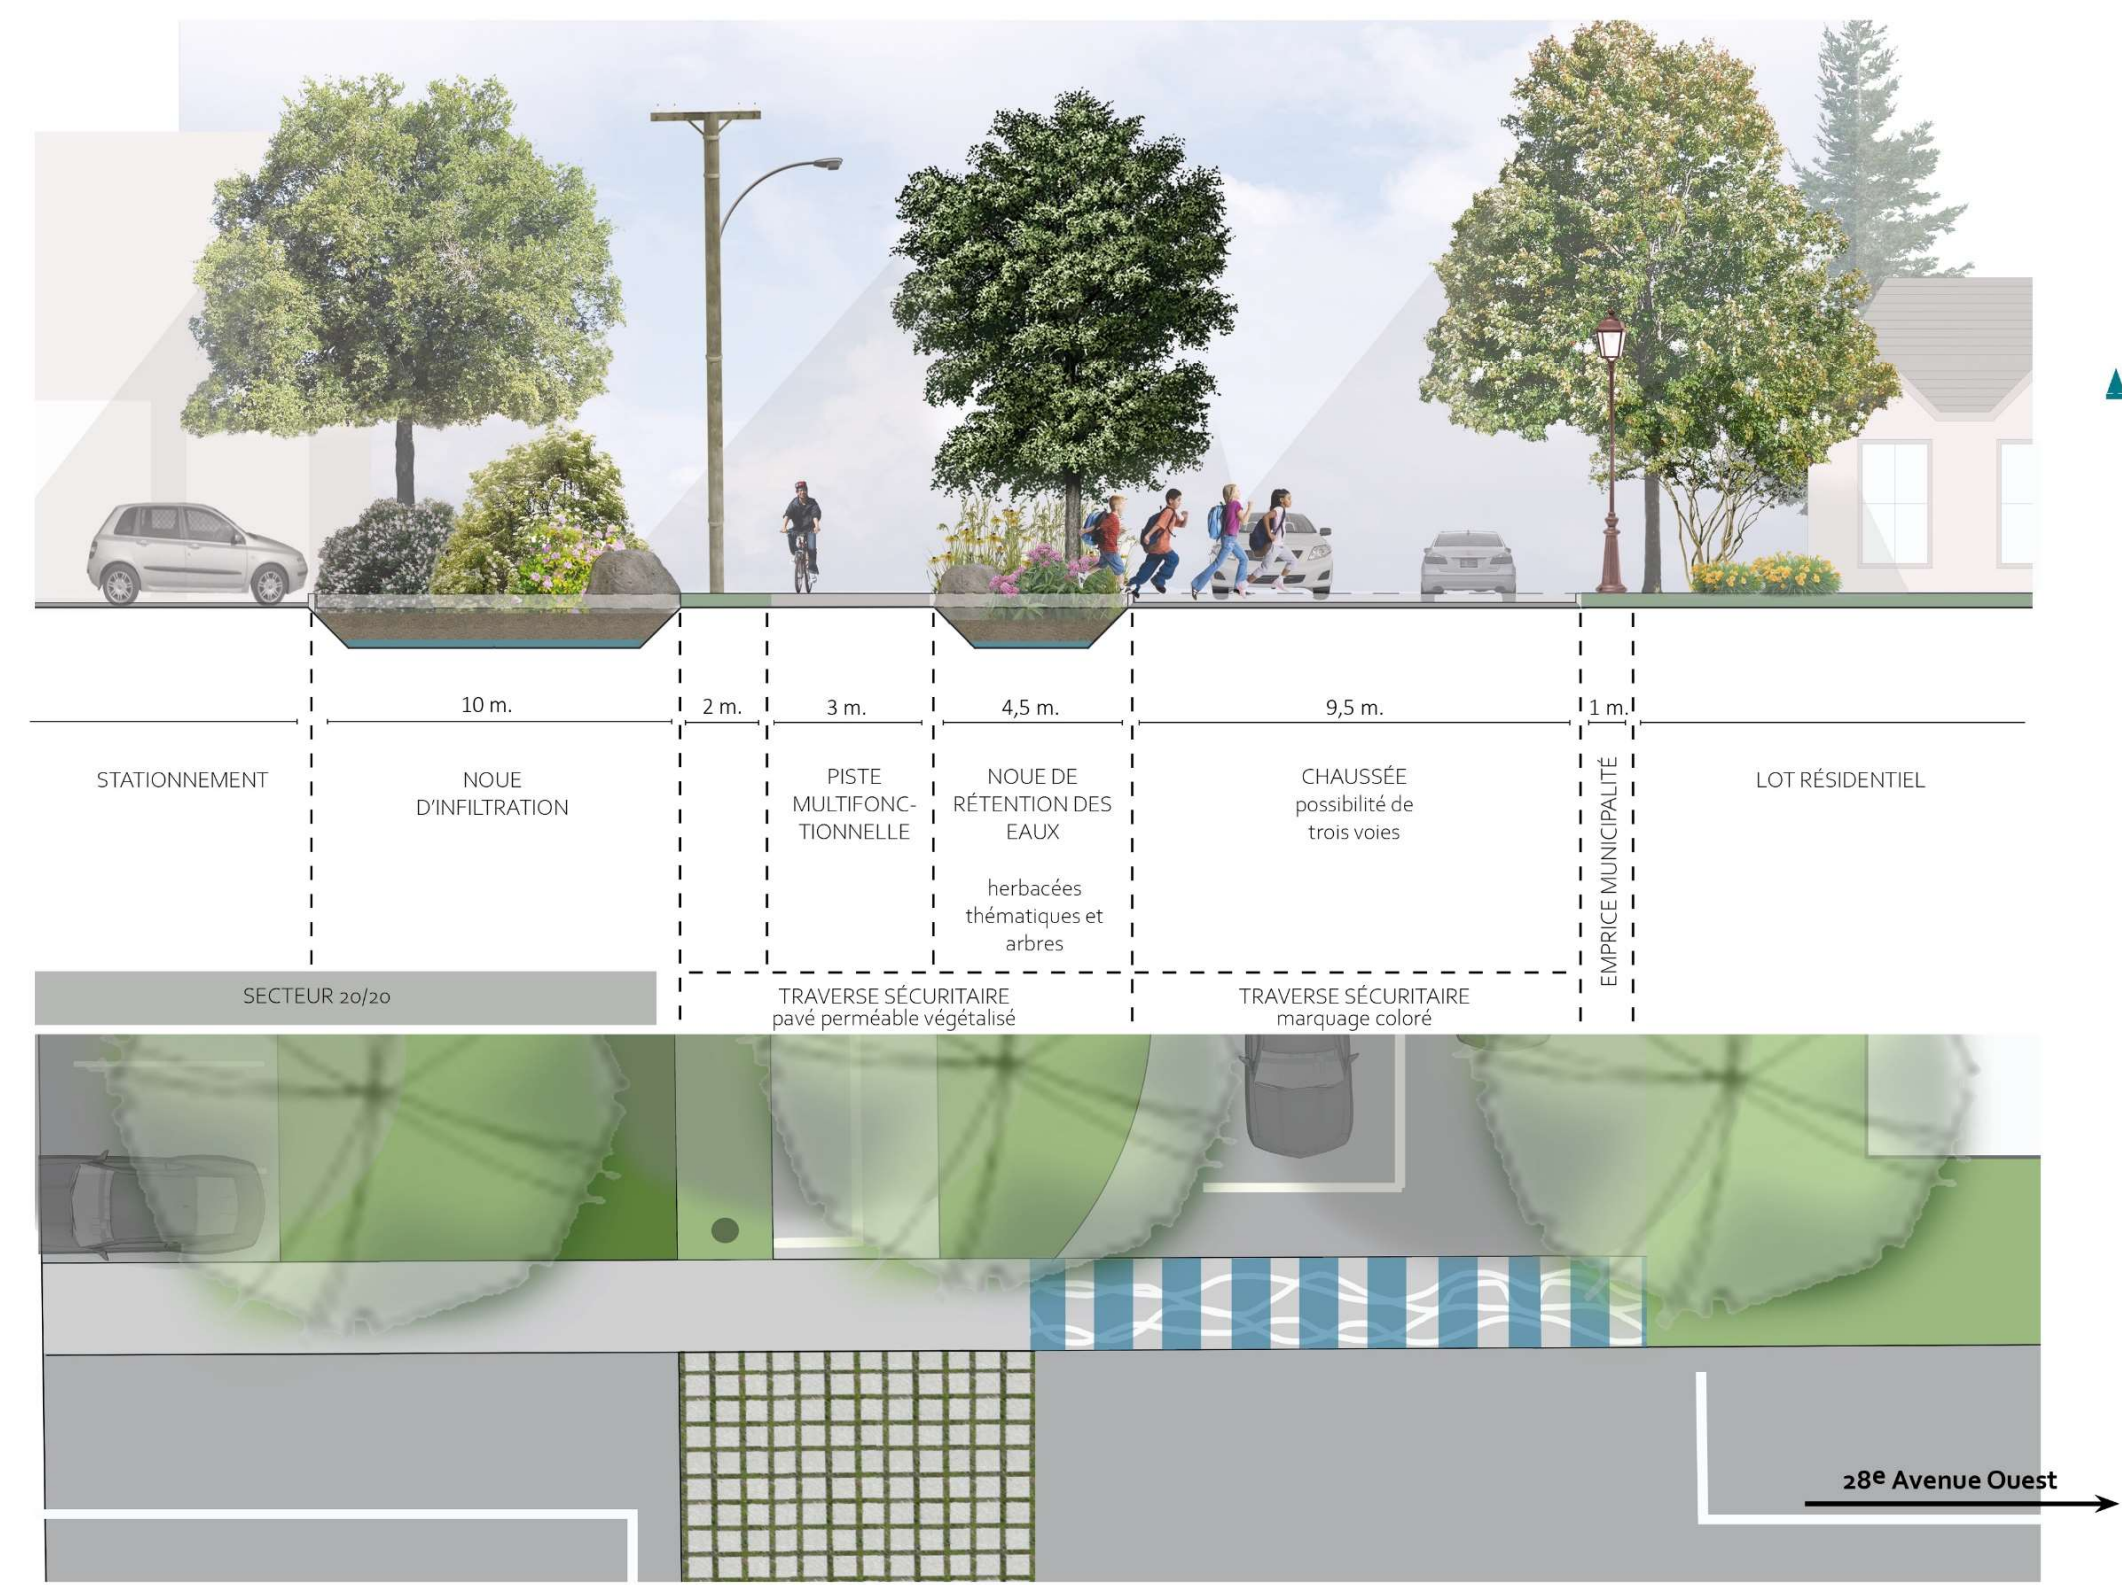 10 m.
2 m.
3 m.
4,5 m.
9,5 m.
1 m.
STATIONNEMENT
NOUE
D'INFILTRATION
PISTE
MULTIFONC-
TIONNELLE
NOUE DE
RÉTENTION DES
EAUX
herbacées
thématiques et
arbres
CHAUSSÉE
possibilité de
trois voies
EMPRICE MUNICIPALITÉ
LOT RÉSIDENTIEL
SECTEUR 20/20
TRAVERSE SÉCURITAIRE
pavé perméable végétalisé
TRAVERSE SÉCURITAIRE
marquage coloré
28e Avenue Ouest